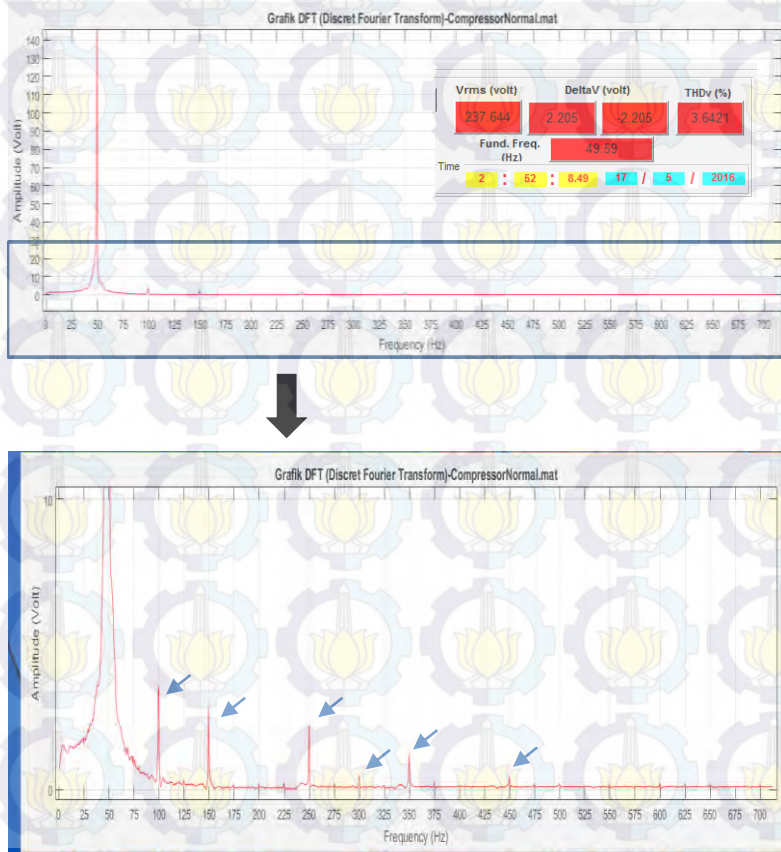 Grafik DFT (Discret Fourier Transform)-CompressorNormal.mat
140
130
120
110
100
90
80
70
60
50
40
30
20
10
0
Amplitude (Volt)
Vrms (volt) DeltaV (volt) THDv (%)
237.644 2.205 -2.205 3.6421
Fund. Freq. (Hz) 49.59
Time 2 : 52 : 8.49 17 / 5 / 2016
0 25 50 75 100 125 150 175 200 225 250 275 300 325 350 375 400 425 450 475 500 525 550 575 600 625 650 675 700
Frequency (Hz)
Grafik DFT (Discret Fourier Transform)-CompressorNormal.mat
10
0
Amplitude (Volt)
0 25 50 75 100 125 150 175 200 225 250 275 300 325 350 375 400 425 450 475 500 525 550 575 600 625 650 675 700
Frequency (Hz)